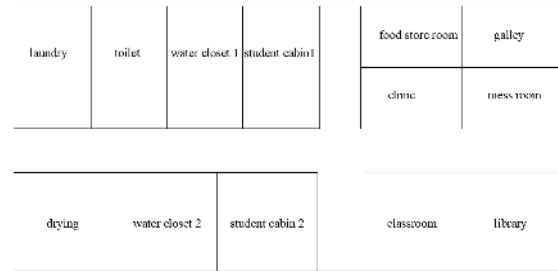 laundry toilet water closet 1 student cabin1 food store room galley
clinic mess room
drying water closet 2 student cabin 2 classroom library